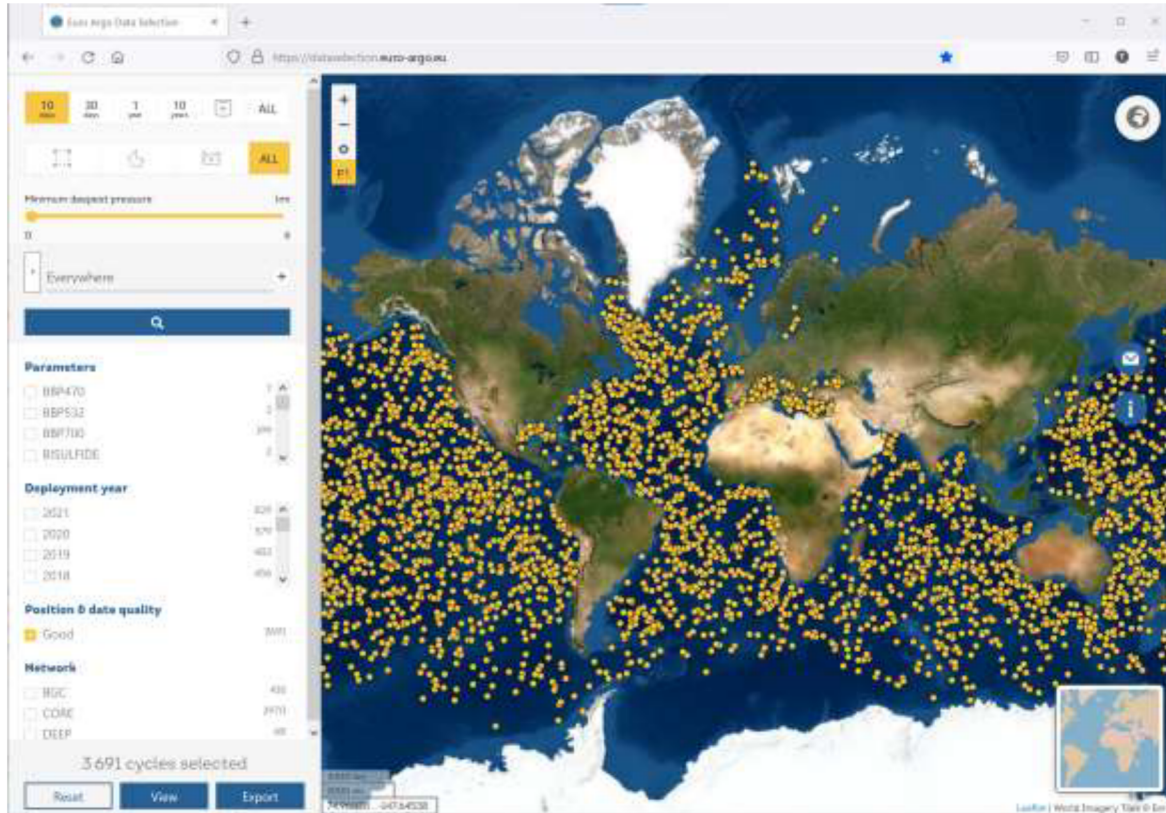 Euro Argo Data Selection
https://dataselection.euro-argo.eu
10 days
30 days
1 year
10 years
ALL
ALL
Minimum deepest pressure
0
Everywhere
Parameters
BBP470
BBP532
BBP700
BISULFIDE
Deployment year
2021
2020
2019
2018
Position & date quality
Good 3691
Network
BGC
CORE
DEEP
3 691 cycles selected
Reset View Export
Leaflet | World Imagery Tiles © Esri